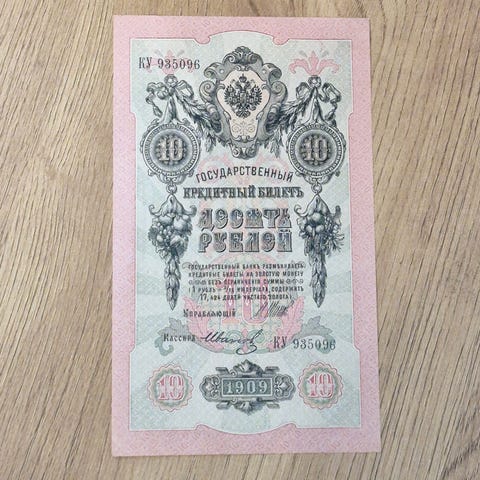 КУ 935096
10 10
ГОСУДАРСТВЕННЫЙ
КРЕДИТНЫЙ БИЛЕТЪ
ДЕСЯТЬ
РУБЛЕЙ
ГОСУДАРСТВЕННЫЙ БАНКЪ РАЗМѢНИВАЕТЪ
КРЕДИТНЫЕ БИЛЕТЫ НА ЗОЛОТУЮ МОНЕТУ
БЕЗЪ ОГРАНИЧЕНІЯ СУММЫ
(1 РУБЛЬ = 1/15 ИМПЕРІАЛА, СОДЕРЖИТЪ
17,424 ДОЛЕЙ ЧИСТАГО ЗОЛОТА).
Управляющій
КУ 935096
Кассиръ
10 1909 10